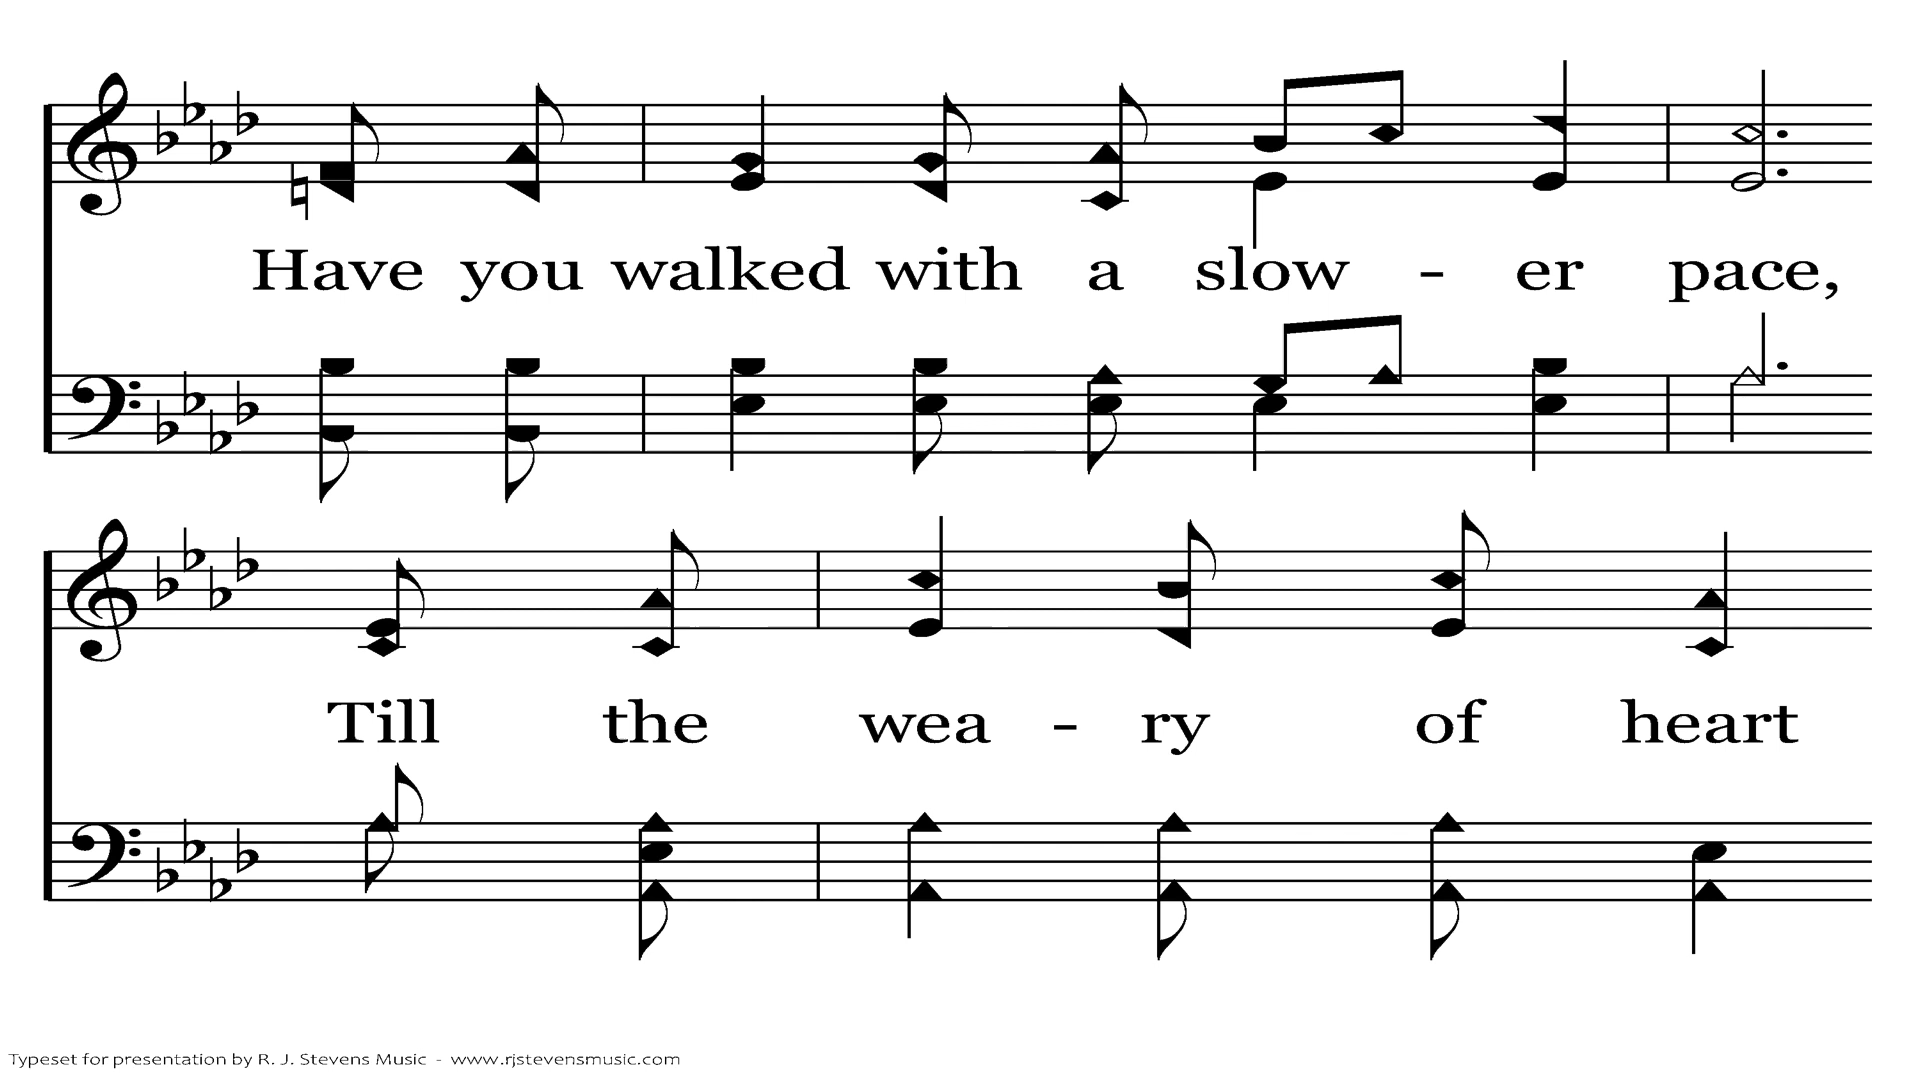 Have you walked with a slow - er pace,
Till the wea - ry of heart
Typeset for presentation by R. J. Stevens Music - www.rjstevensmusic.com